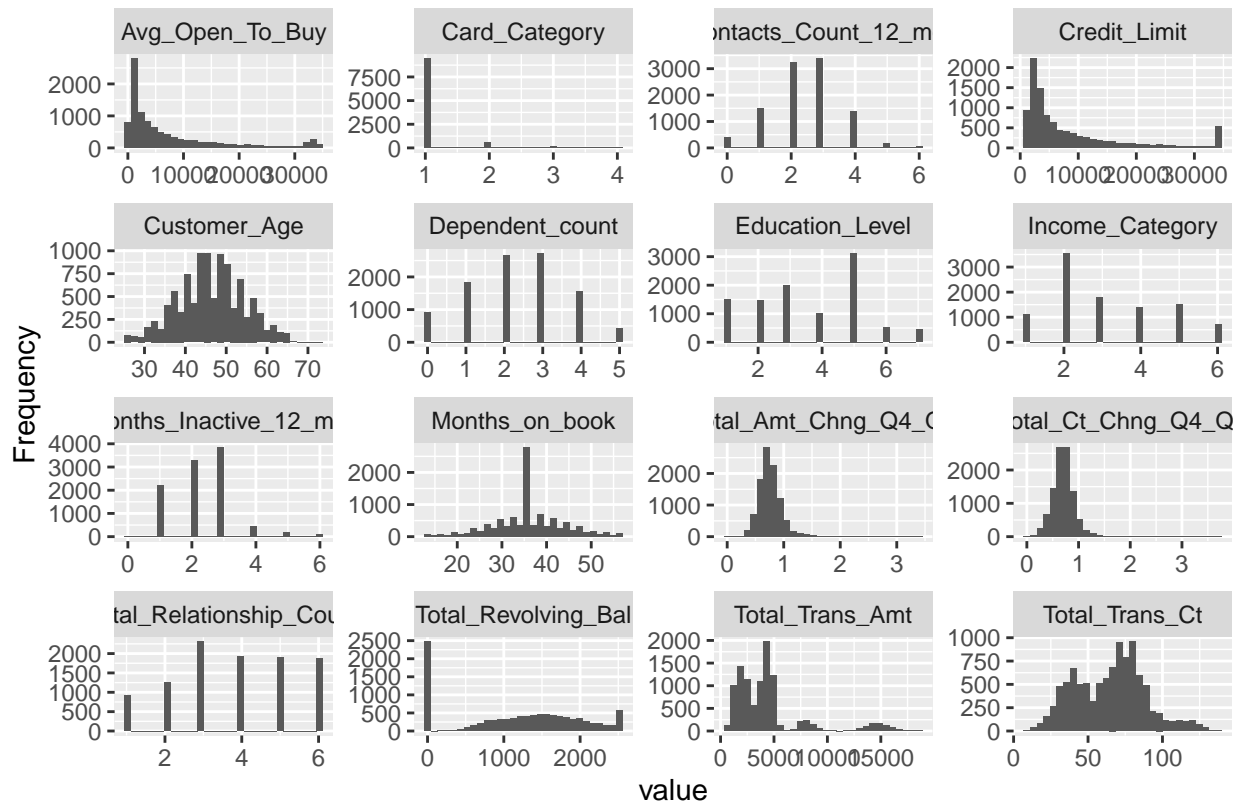 Avg_Open_To_Buy Card_Category ontacts_Count_12_m Credit_Limit
2000 1000 0
7500 5000 2500 0
3000 2000 1000 0
2000 1500 1000 500 0
0 10000 20000 30000
1 2 3 4
0 2 4 6
0 10000 20000 30000
Customer_Age Dependent_count Education_Level Income_Category
1000 750 500 250 0
2000 1000 0
3000 2000 1000 0
3000 2000 1000 0
30 40 50 60 70
0 1 2 3 4 5
2 4 6
2 4 6
Frequency
onths_Inactive_12_m Months_on_book tal_Amt_Chng_Q4_Q otal_Ct_Chng_Q4_Q
4000 3000 2000 1000 0
2000 1000 0
2000 1000 0
2000 1000 0
0 2 4 6
20 30 40 50
0 1 2 3
0 1 2 3
tal_Relationship_Cou Total_Revolving_Bal Total_Trans_Amt Total_Trans_Ct
2000 1500 1000 500 0
2500 2000 1500 1000 500 0
2000 1500 1000 500 0
1000 750 500 250 0
2 4 6
0 1000 2000
0 5000 10000 15000
0 50 100
value